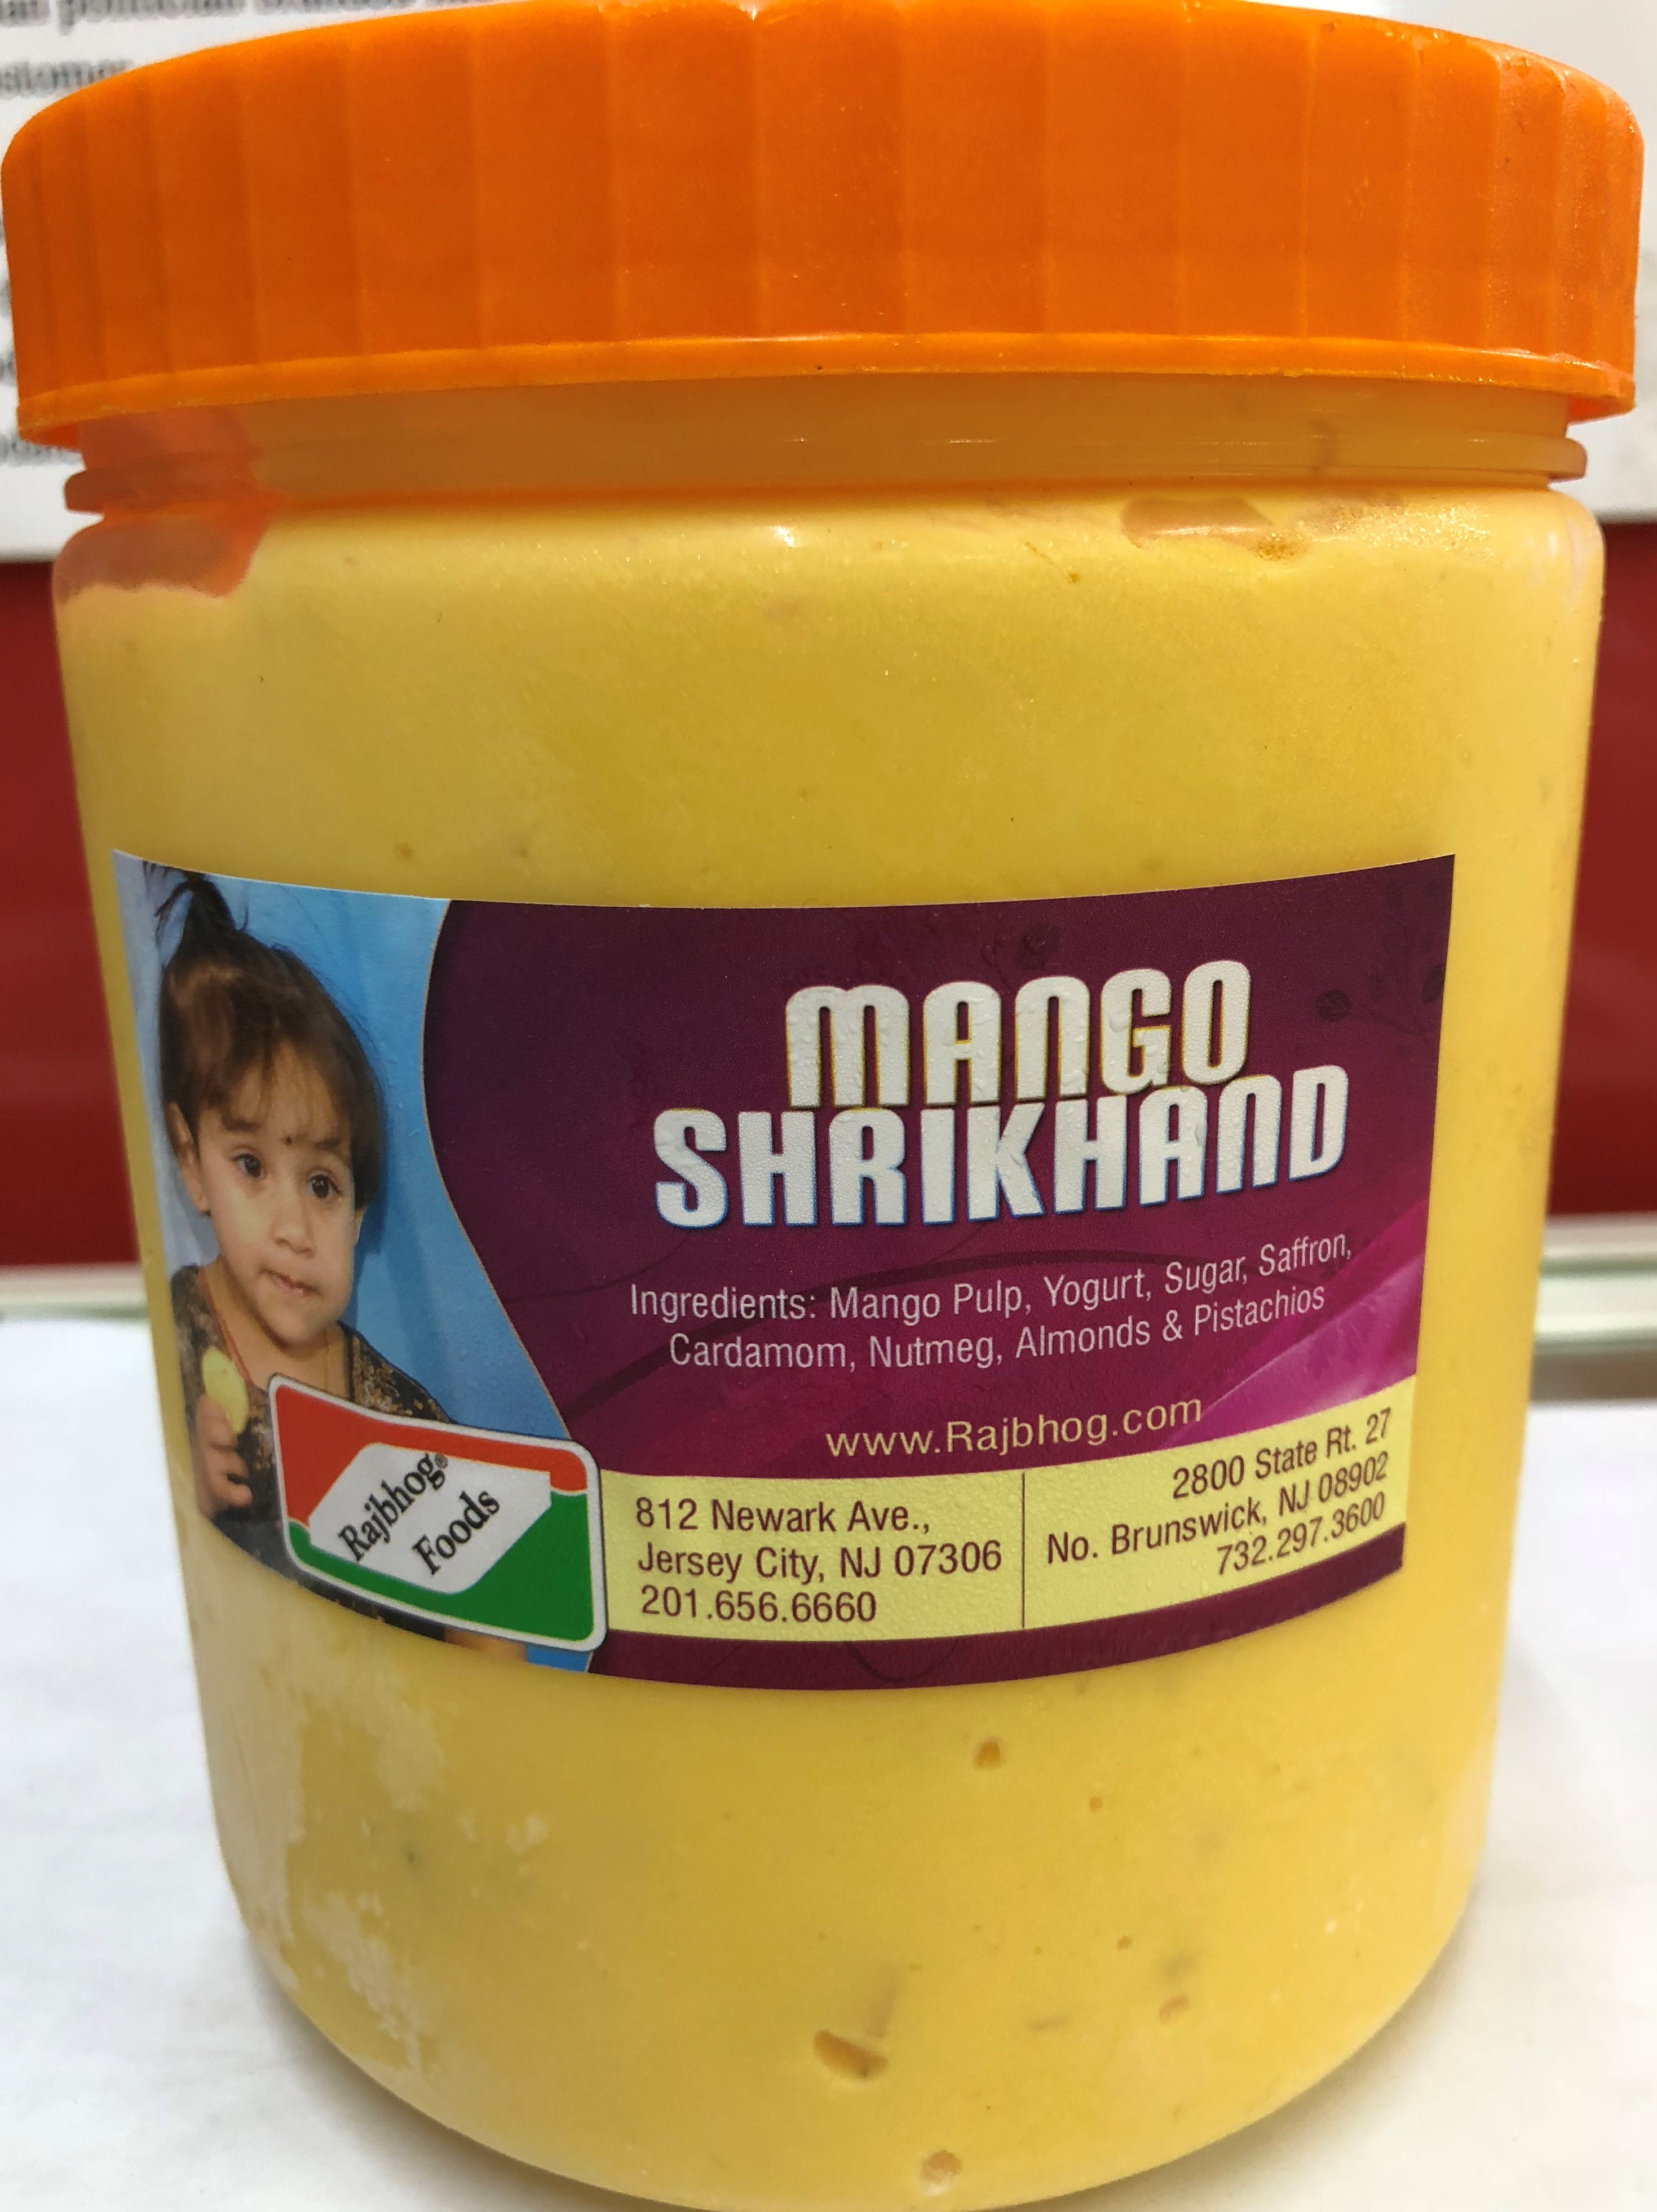 MANGO
SHRIKHAND
Ingredients: Mango Pulp, Yogurt, Sugar, Saffron,
Cardamom, Nutmeg, Almonds & Pistachios
www.Rajbhog.com
Rajbhog®
Foods
812 Newark Ave.,
Jersey City, NJ 07306
201.656.6660
2800 State Rt. 27
No. Brunswick, NJ 08902
732.297.3600